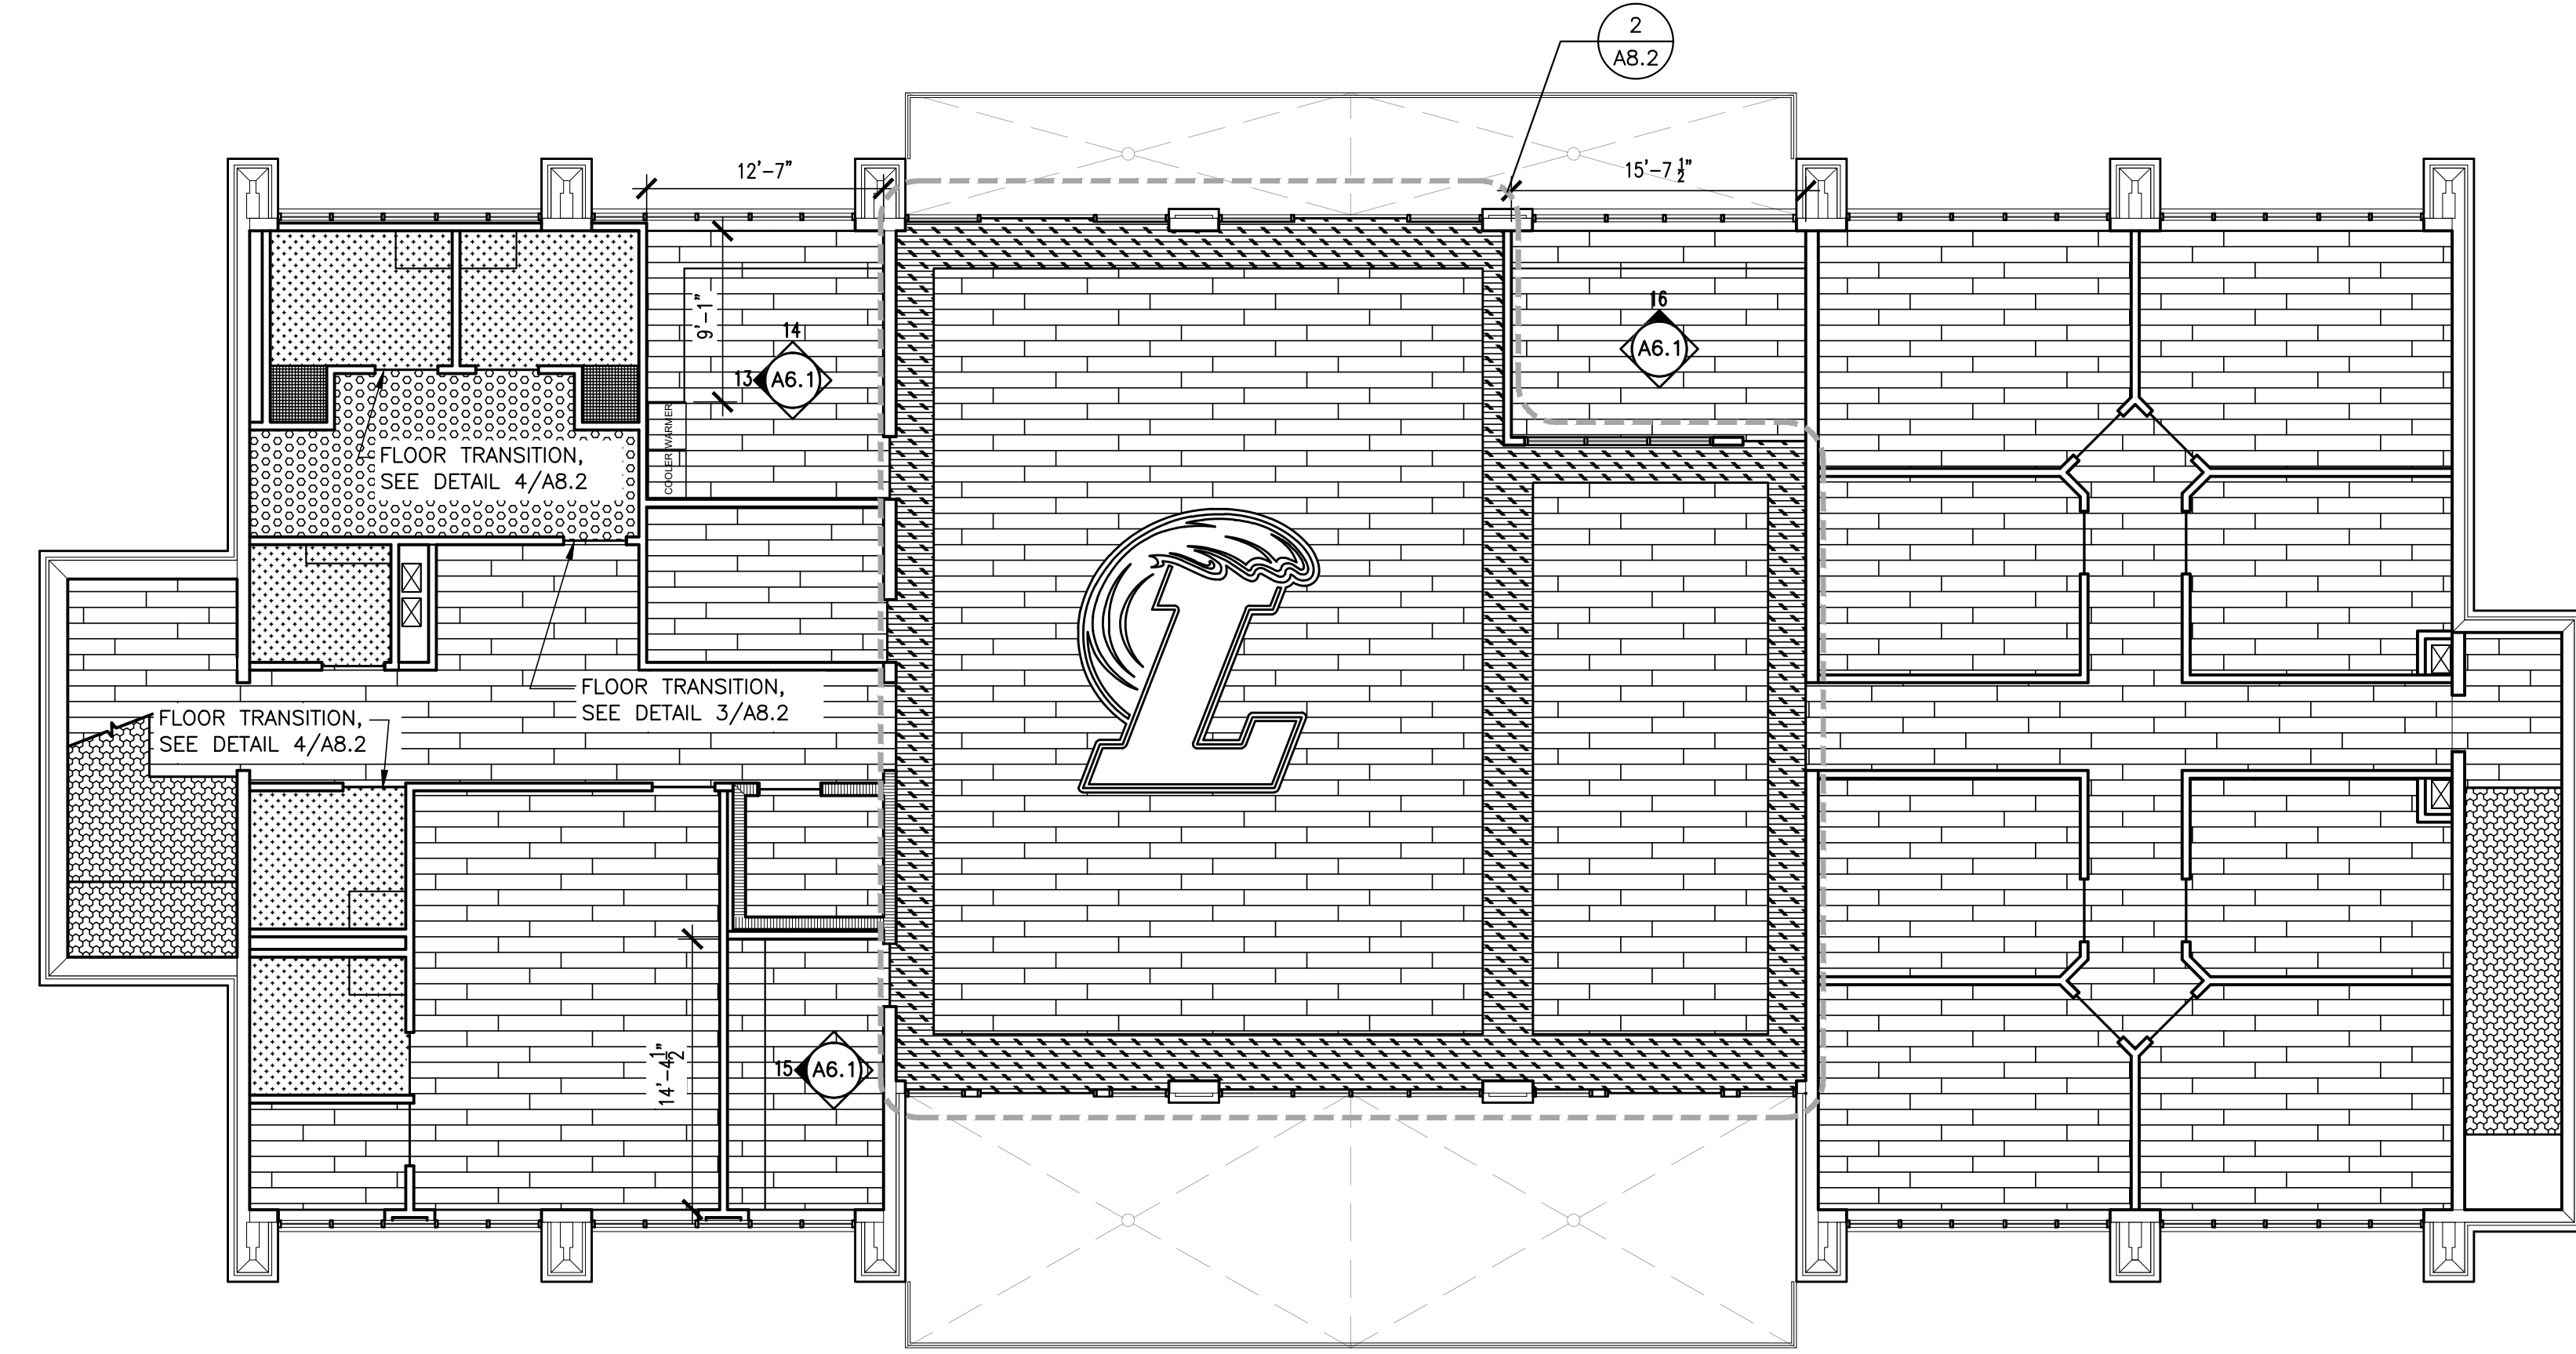 2
A8.2
12'-7"
15'-7 1/2"
9'-1"
14
13 A6.1
16
A6.1
COOLER WARMER
FLOOR TRANSITION,
SEE DETAIL 4/A8.2
FLOOR TRANSITION,
SEE DETAIL 3/A8.2
FLOOR TRANSITION,
SEE DETAIL 4/A8.2
L
14'-4 1/2"
15 A6.1